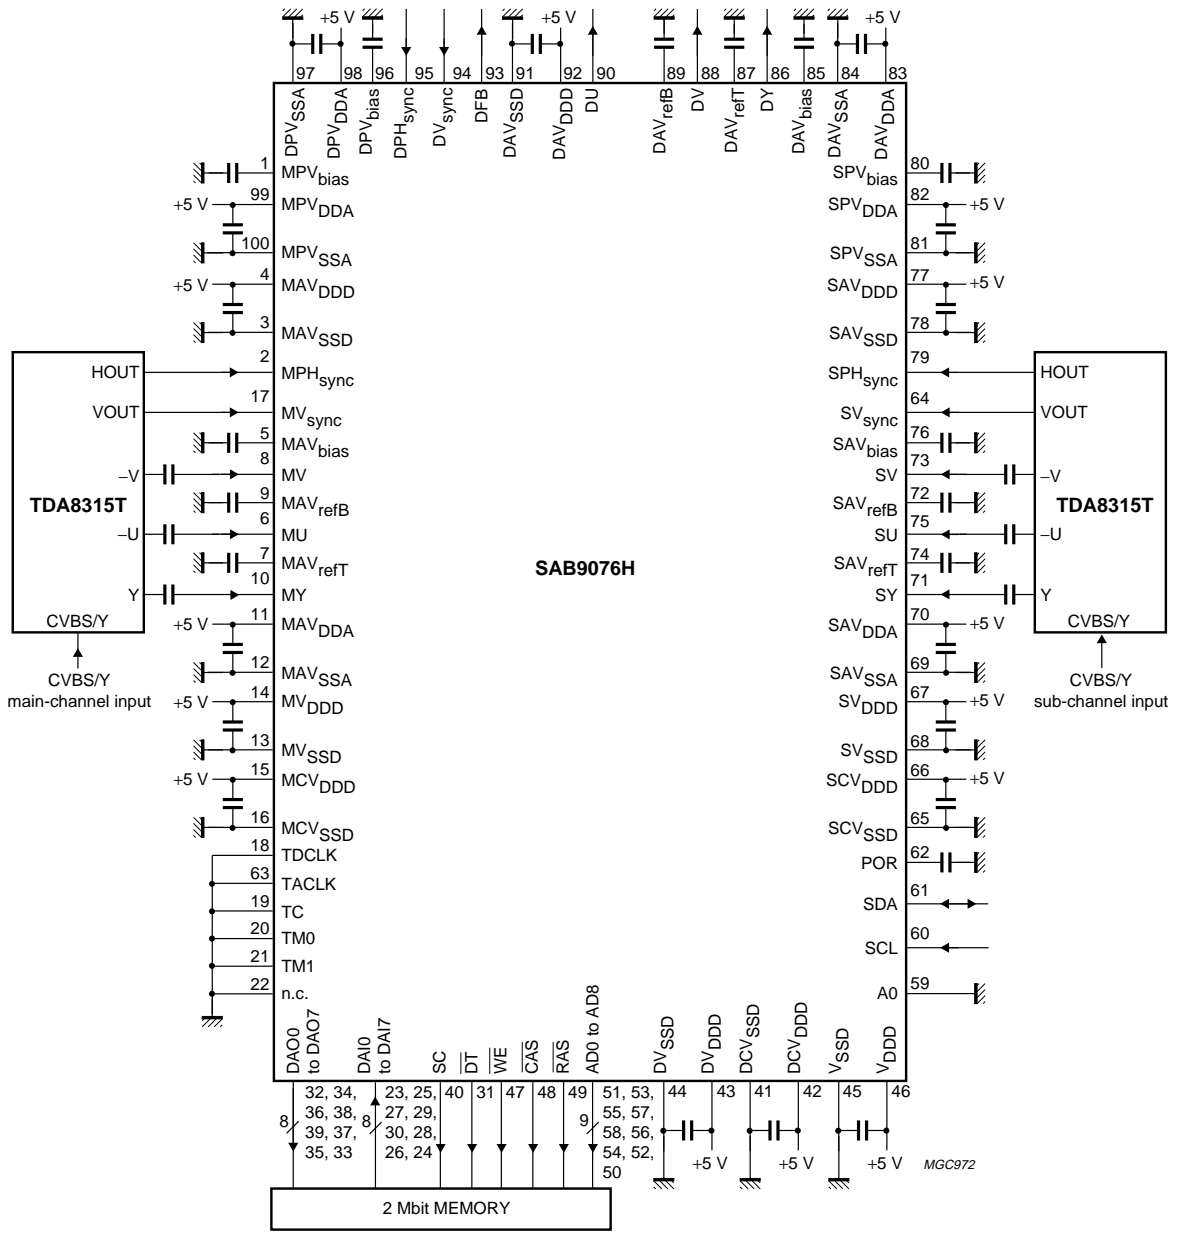 +5 V
+5 V
+5 V
97 98 96 95 94 93 91 92 90 89 88 87 86 85 84 83
DPVSSA
DPVDDA
DPVbias
DPHsync
DVsync
DFB
DAVSSD
DAVDDD
DU
DAVrefB
DV
DAVrefT
DY
DAVbias
DAVSSA
DAVDDA
1 MPVbias
+5 V 99 MPVDDA
100 MPVSSA
+5 V 4 MAVDDD
3 MAVSSD
HOUT 2 MPHsync
VOUT 17 MVsync
5 MAVbias
–V 8 MV
TDA8315T
9 MAVrefB
–U 6 MU
7 MAVrefT
Y 10 MY
CVBS/Y
+5 V 11 MAVDDA
12 MAVSSA
CVBS/Y
main-channel input
+5 V 14 MVDDD
13 MVSSD
+5 V 15 MCVDDD
16 MCVSSD
18 TDCLK
63 TACLK
19 TC
20 TM0
21 TM1
22 n.c.
SAB9076H
SPVbias 80
SPVDDA 82 +5 V
SPVSSA 81
SAVDDD 77 +5 V
SAVSSD 78
SPHsync 79 HOUT
SVsync 64 VOUT
SAVbias 76
SV 73 –V
TDA8315T
SAVrefB 72
SU 75 –U
SAVrefT 74
SY 71 Y
CVBS/Y
SAVDDA 70 +5 V
SAVSSA 69
CVBS/Y
sub-channel input
SVDDD 67 +5 V
SVSSD 68
SCVDDD 66 +5 V
SCVSSD 65
POR 62
SDA 61
SCL 60
A0 59
DAO0
to DAO7
DAI0
to DAI7
SC
DT
WE
CAS
RAS
AD0 to AD8
DVSSD
DVDDD
DCVSSD
DCVDDD
VSSD
VDDD
8
32, 34,
36, 38,
39, 37,
35, 33
8
23, 25,
27, 29,
30, 28,
26, 24
40 31 47 48 49
9
51, 53,
55, 57,
58, 56,
54, 52,
50
44 43 41 42 45 46
+5 V
+5 V
+5 V
MGC972
2 Mbit MEMORY